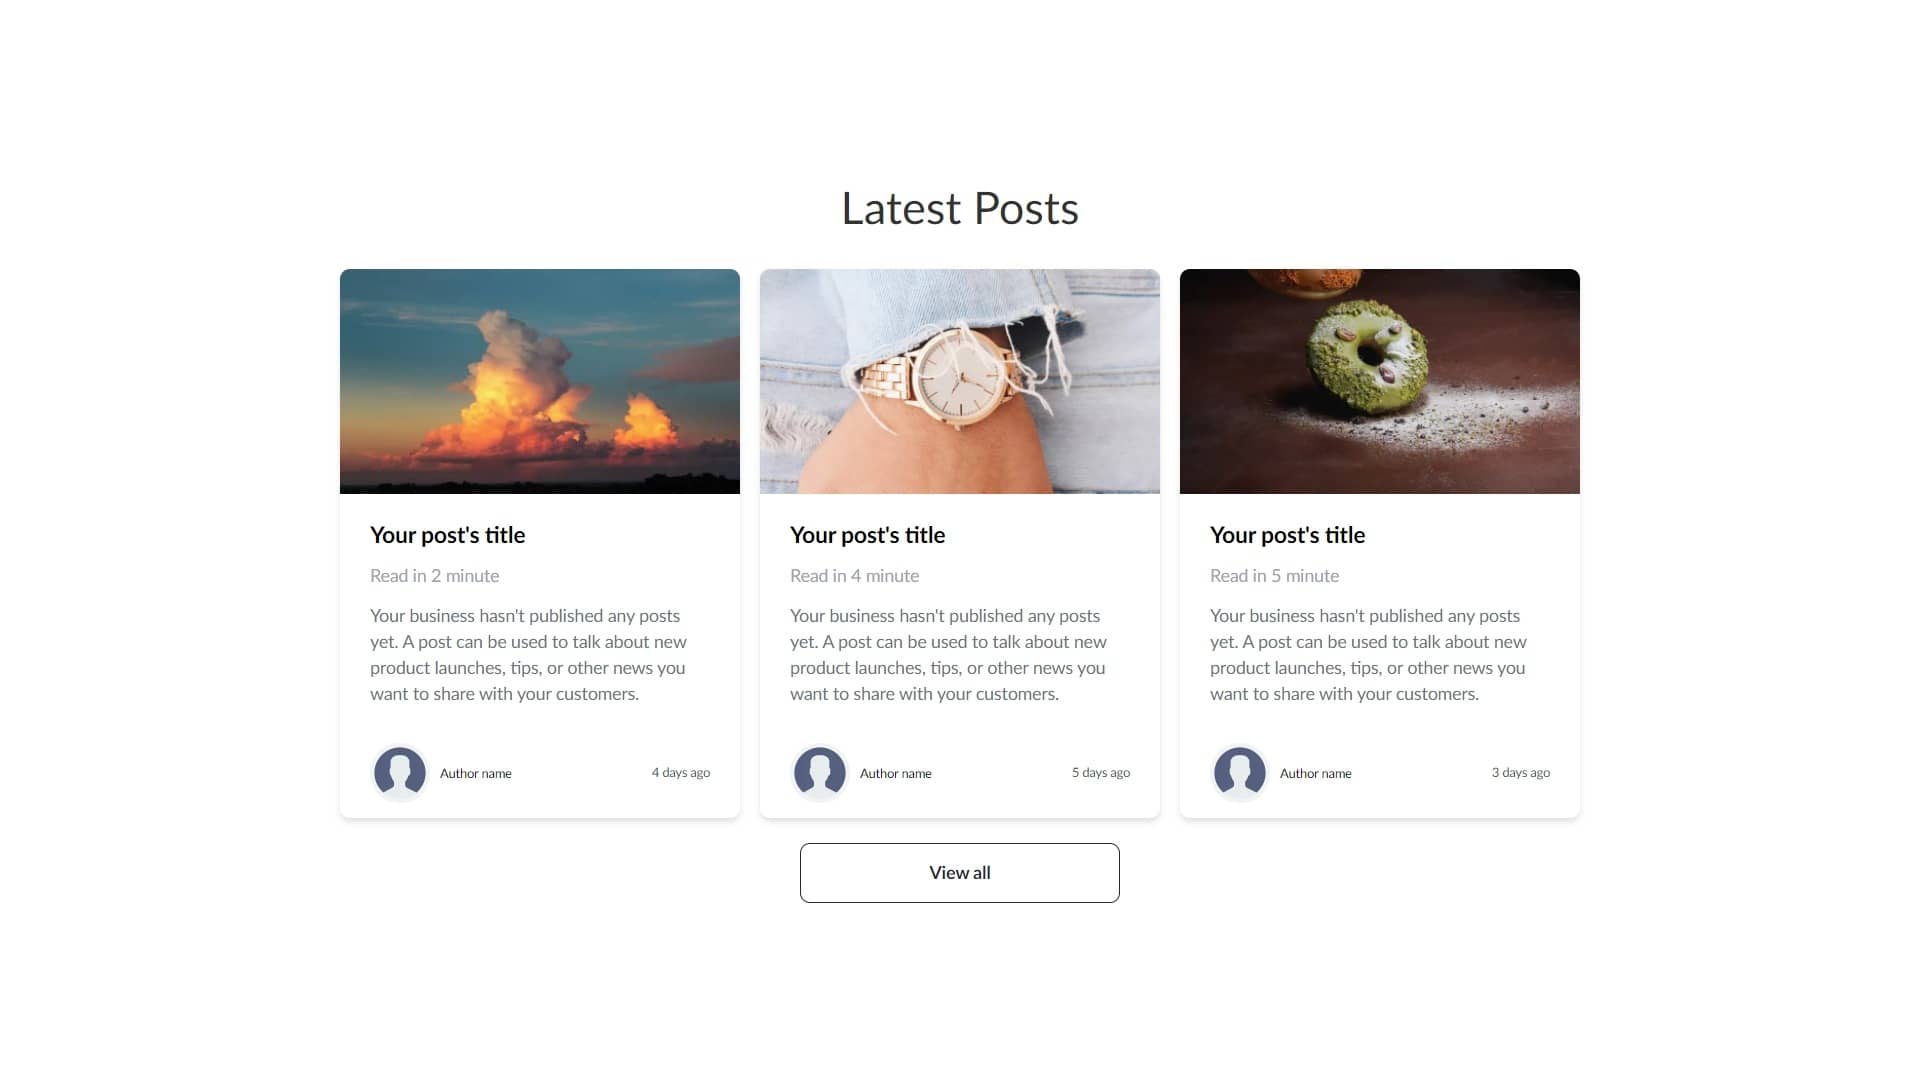 Latest Posts
Your post's title
Read in 2 minute
Your business hasn't published any posts
yet. A post can be used to talk about new
product launches, tips, or other news you
want to share with your customers.
Author name
4 days ago
Your post's title
Read in 4 minute
Your business hasn't published any posts
yet. A post can be used to talk about new
product launches, tips, or other news you
want to share with your customers.
Author name
5 days ago
Your post's title
Read in 5 minute
Your business hasn't published any posts
yet. A post can be used to talk about new
product launches, tips, or other news you
want to share with your customers.
Author name
3 days ago
View all